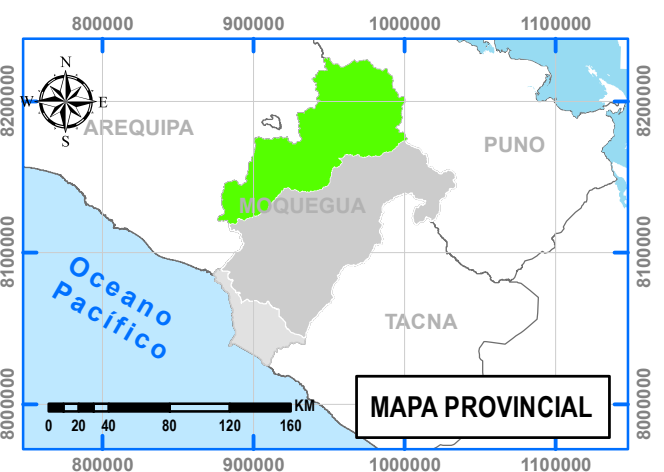 800000 900000 1000000 1100000
8200000 8200000
N
W E
S
AREQUIPA
PUNO
MOQUEGUA
8100000 8100000
Oceano
Pacífico
TACNA
8000000 8000000
MAPA PROVINCIAL
KM
0 20 40 80 120 160
800000 900000 1000000 1100000